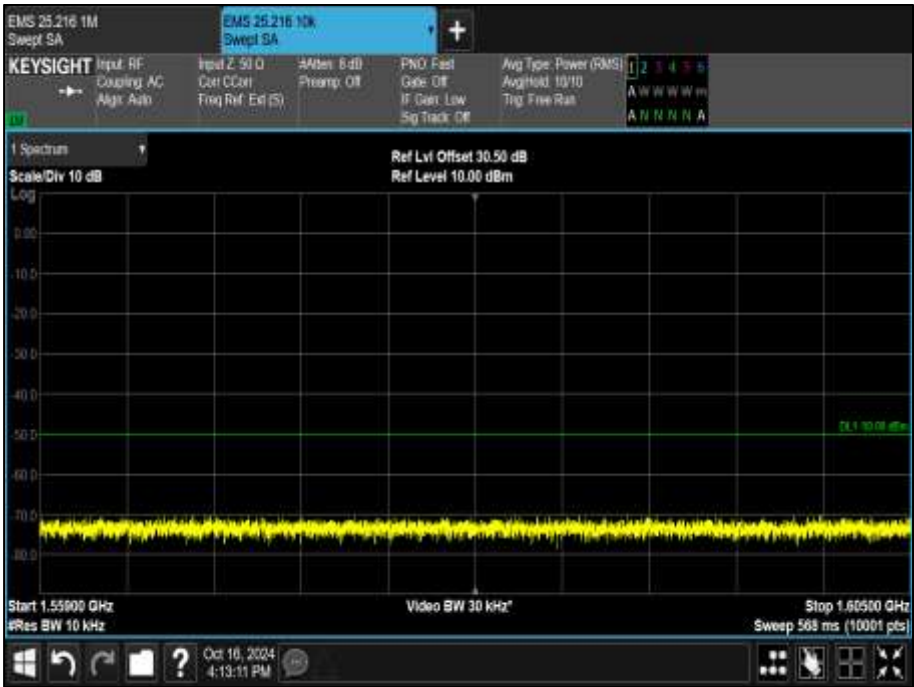 EMS 25.216 1M
Swept SA
EMS 25.216 10k
Swept SA
+
KEYSIGHT
Input: RF
Coupling: AC
Align: Auto
Input Z: 50 Ω
Corr CCorr
Freq Ref: Ext (S)
#Atten: 8 dB
Preamp: Off
PNO: Fast
Gate: Off
IF Gain: Low
Sig Track: Off
Avg Type: Power (RMS)
Avg|Hold: 10/10
Trig: Free Run
1 2 3 4 5 6
A W W W W
A N N N N A
1 Spectrum
Scale/Div 10 dB
Ref Lvl Offset 30.50 dB
Ref Level 10.00 dBm
Log
0.00
-10.0
-20.0
-30.0
-40.0
-50.0
-60.0
-70.0
-80.0
Start 1.55900 GHz
#Res BW 10 kHz
Video BW 30 kHz*
Stop 1.60500 GHz
Sweep 568 ms (10001 pts)
?
Oct 16, 2024
4:13:11 PM